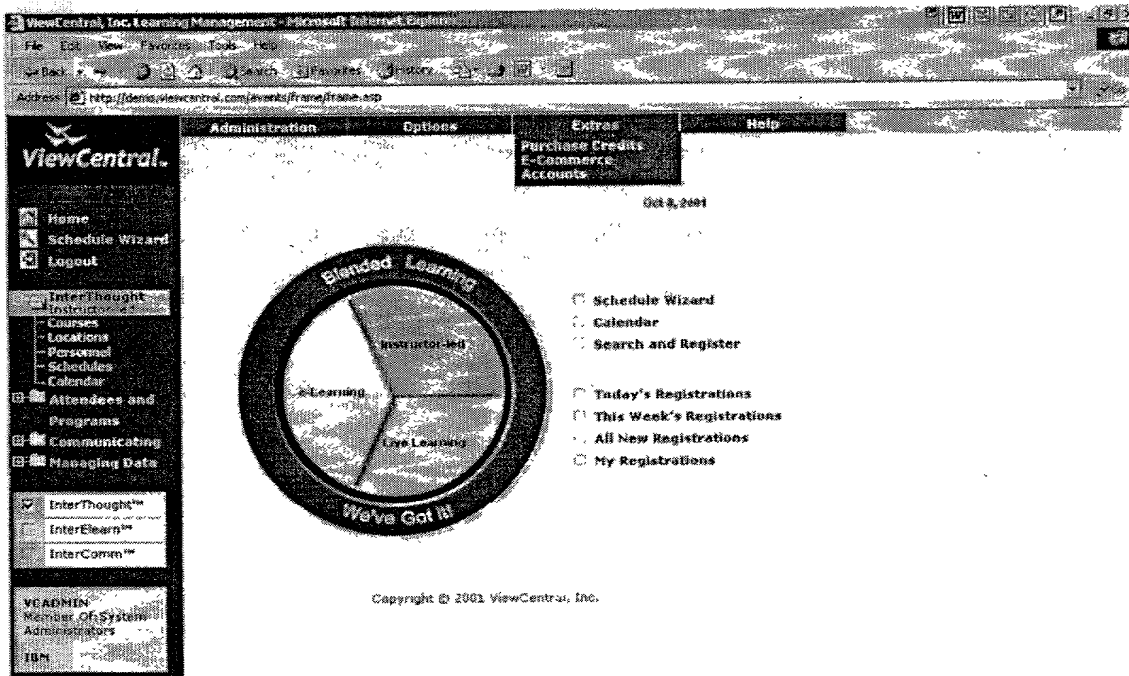 ViewCentral, Inc. Learning Management - Microsoft Internet Explorer
File Edit View Favorites Tools Help
Back Search Favorites History
Address http://demo.viewcentral.com/events/frame/frame.asp
ViewCentral
Administration Options Extras Help
Purchase Credits
E-Commerce
Accounts
Oct 8, 2001
Home
Schedule Wizard
Logout
InterThought
Instructor-led
Courses
Locations
Personnel
Schedules
Calendar
Attendees and
Programs
Communicating
Managing Data
InterThought™
InterElearn™
InterComm™
VCADMIN
Member Of System
Administrators
IBM
Blended Learning
Instructor-led
e-Learning
Live Learning
We've Got It!
Schedule Wizard
Calendar
Search and Register
Today's Registrations
This Week's Registrations
All New Registrations
My Registrations
Copyright © 2001 ViewCentral, Inc.